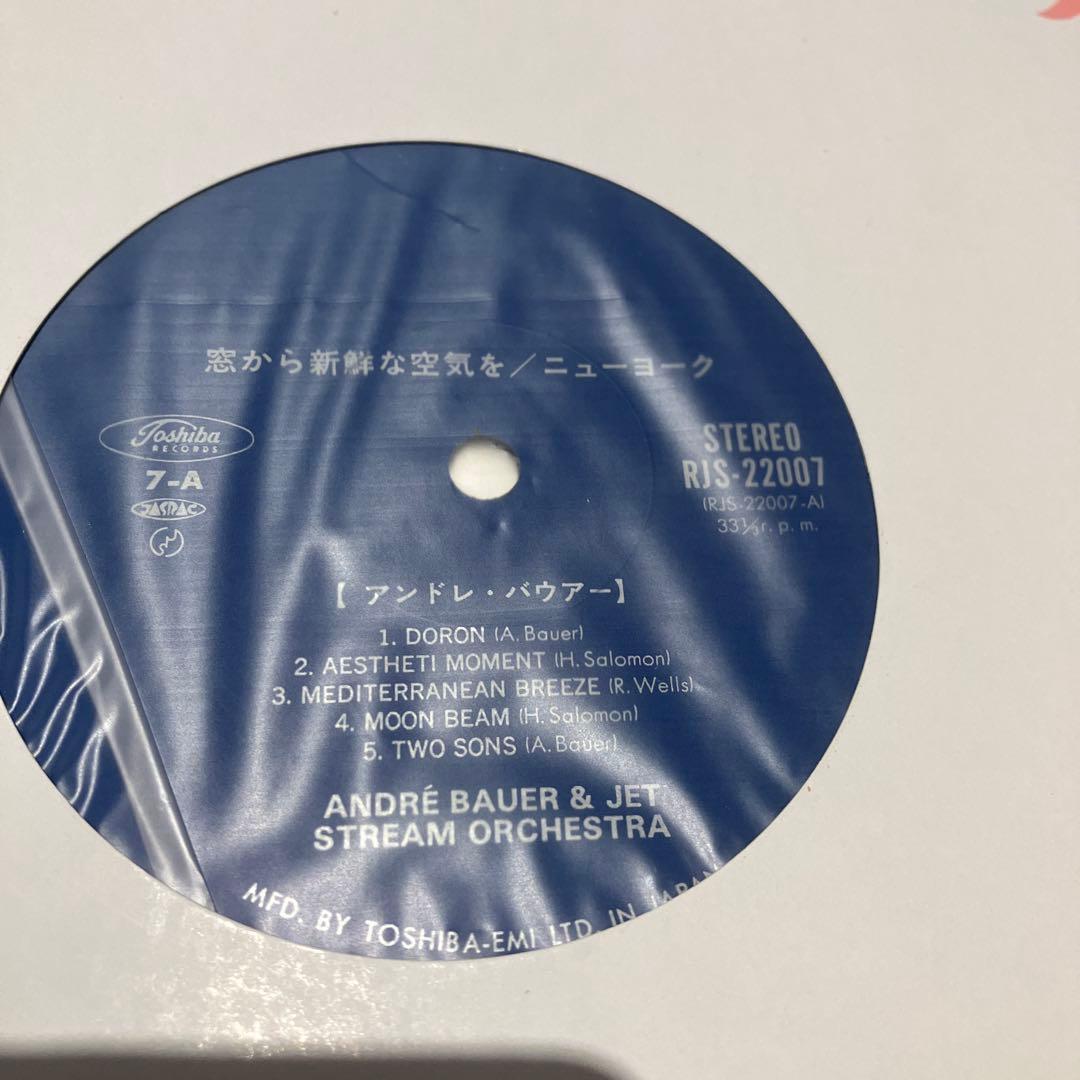 窓から新鮮な空気を/ニューヨーク
Toshiba
RECORDS
7-A
JASRAC
STEREO
RJS-22007
(RJS-22007-A)
33⅓r.p.m.
【アンドレ・バウアー】
1. DORON (A. Bauer)
2. AESTHETI MOMENT (H. Salomon)
3. MEDITERRANEAN BREEZE (R. Wells)
4. MOON BEAM (H. Salomon)
5. TWO SONS (A. Bauer)
ANDRÉ BAUER & JET
STREAM ORCHESTRA
MFD. BY TOSHIBA-EMI LTD. IN JAPAN